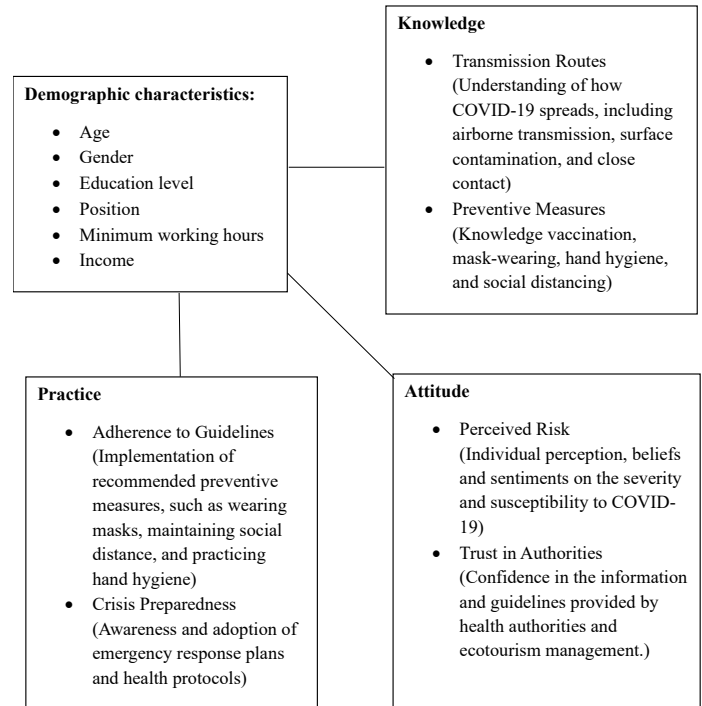 Knowledge
• Transmission Routes
(Understanding of how
COVID-19 spreads, including
airborne transmission, surface
contamination, and close
contact)
• Preventive Measures
(Knowledge vaccination,
mask-wearing, hand hygiene,
and social distancing)
Demographic characteristics:
• Age
• Gender
• Education level
• Position
• Minimum working hours
• Income
Practice
• Adherence to Guidelines
(Implementation of
recommended preventive
measures, such as wearing
masks, maintaining social
distance, and practicing
hand hygiene)
• Crisis Preparedness
(Awareness and adoption of
emergency response plans
and health protocols)
Attitude
• Perceived Risk
(Individual perception, beliefs
and sentiments on the severity
and susceptibility to COVID-
19)
• Trust in Authorities
(Confidence in the information
and guidelines provided by
health authorities and
ecotourism management.)